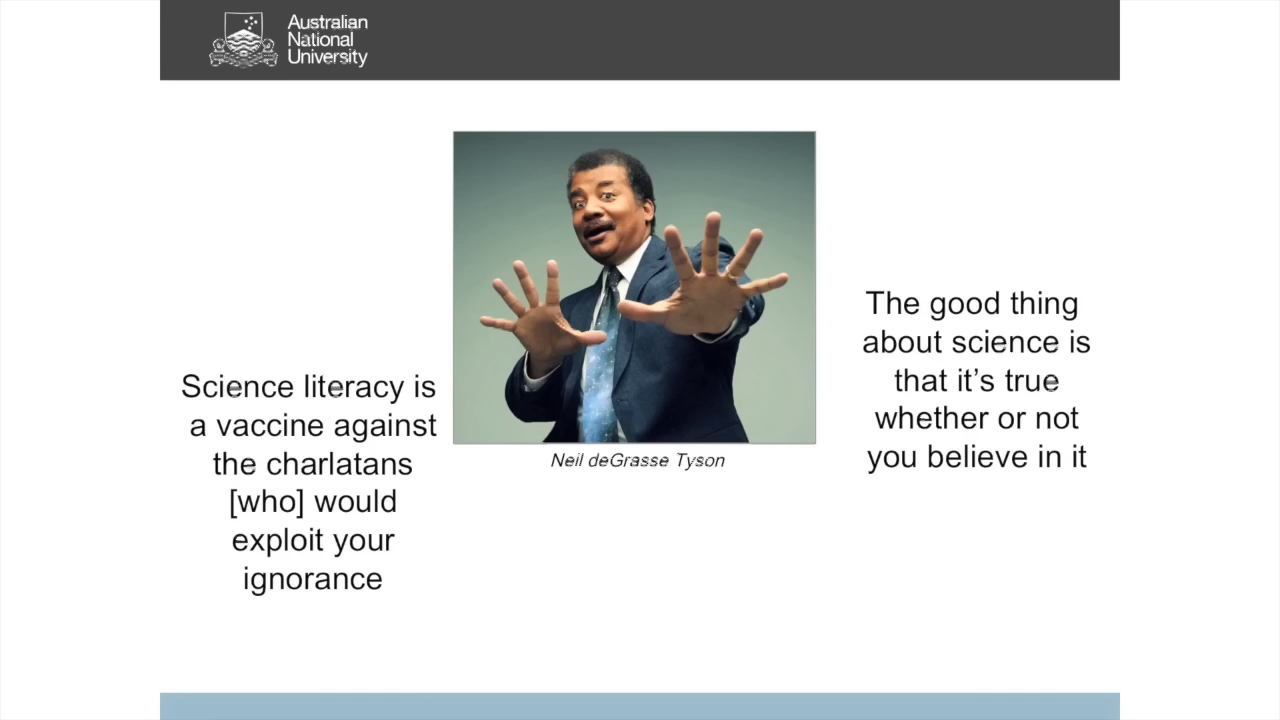 Australian
National
University
Science literacy is
a vaccine against
the charlatans
[who] would
exploit your
ignorance
Neil deGrasse Tyson
The good thing
about science is
that it’s true
whether or not
you believe in it